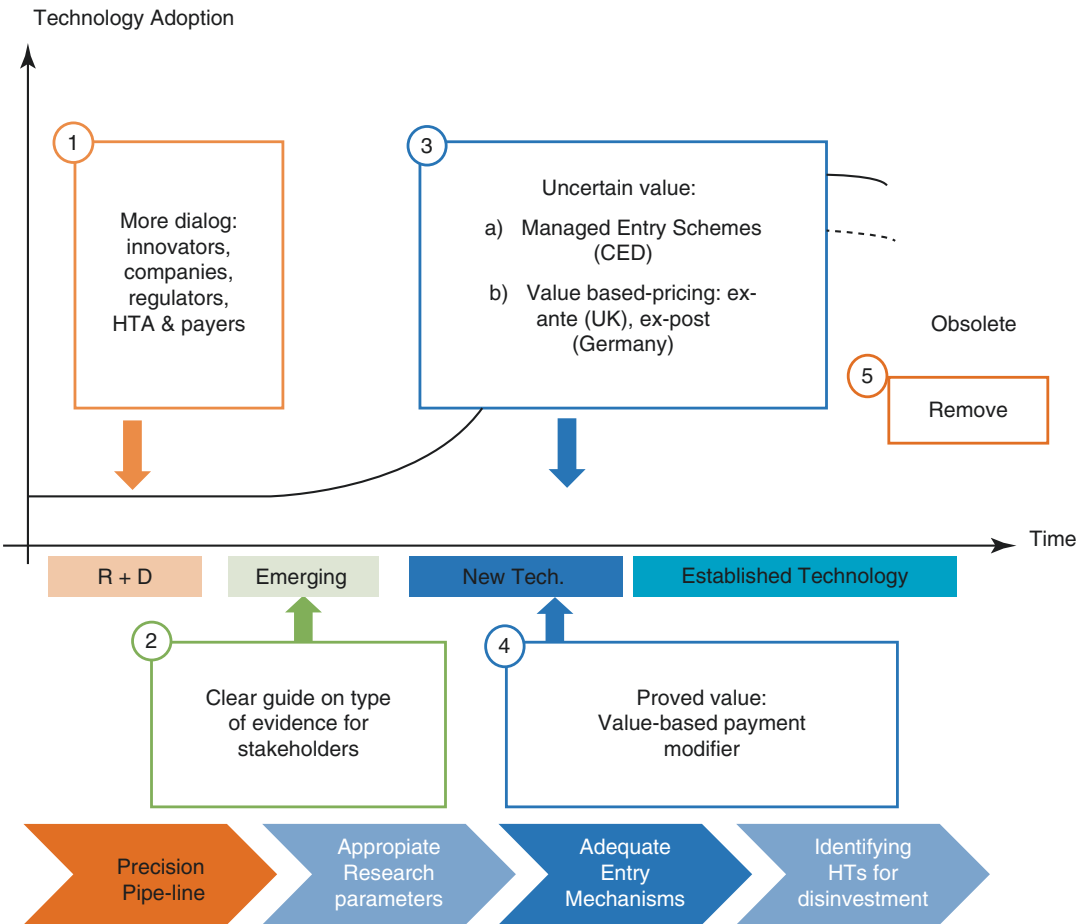 Technology Adoption
1
More dialog:
innovators,
companies,
regulators,
HTA & payers
3
Uncertain value:
a) Managed Entry Schemes
(CED)
b) Value based-pricing: ex-
ante (UK), ex-post
(Germany)
Obsolete
5
Remove
Time
R + D
Emerging
New Tech.
Established Technology
2
Clear guide on type
of evidence for
stakeholders
4
Proved value:
Value-based payment
modifier
Precision
Pipe-line
Appropiate
Research
parameters
Adequate
Entry
Mechanisms
Identifying
HTs for
disinvestment